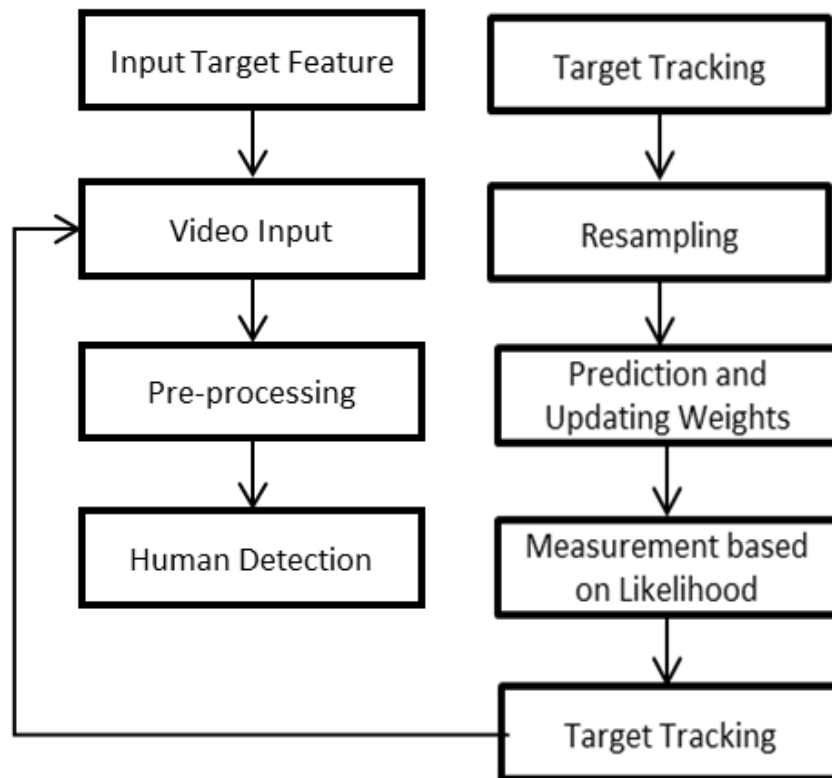 Input Target Feature
Video Input
Pre-processing
Human Detection
Target Tracking
Resampling
Prediction and
Updating Weights
Measurement based
on Likelihood
Target Tracking